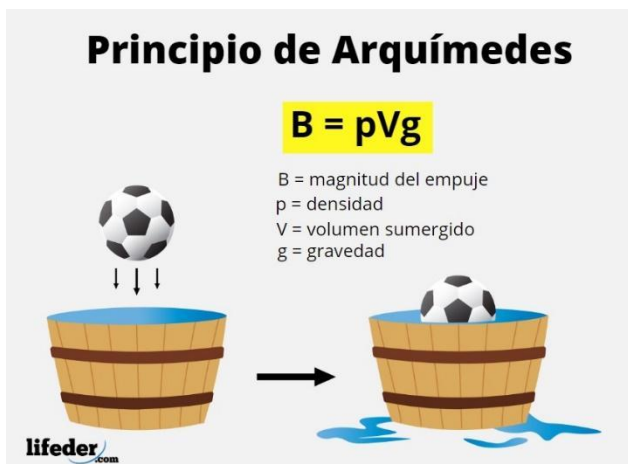 Principio de Arquímedes
B = pVg
B = magnitud del empuje
p = densidad
V = volumen sumergido
g = gravedad
lifeder
.com